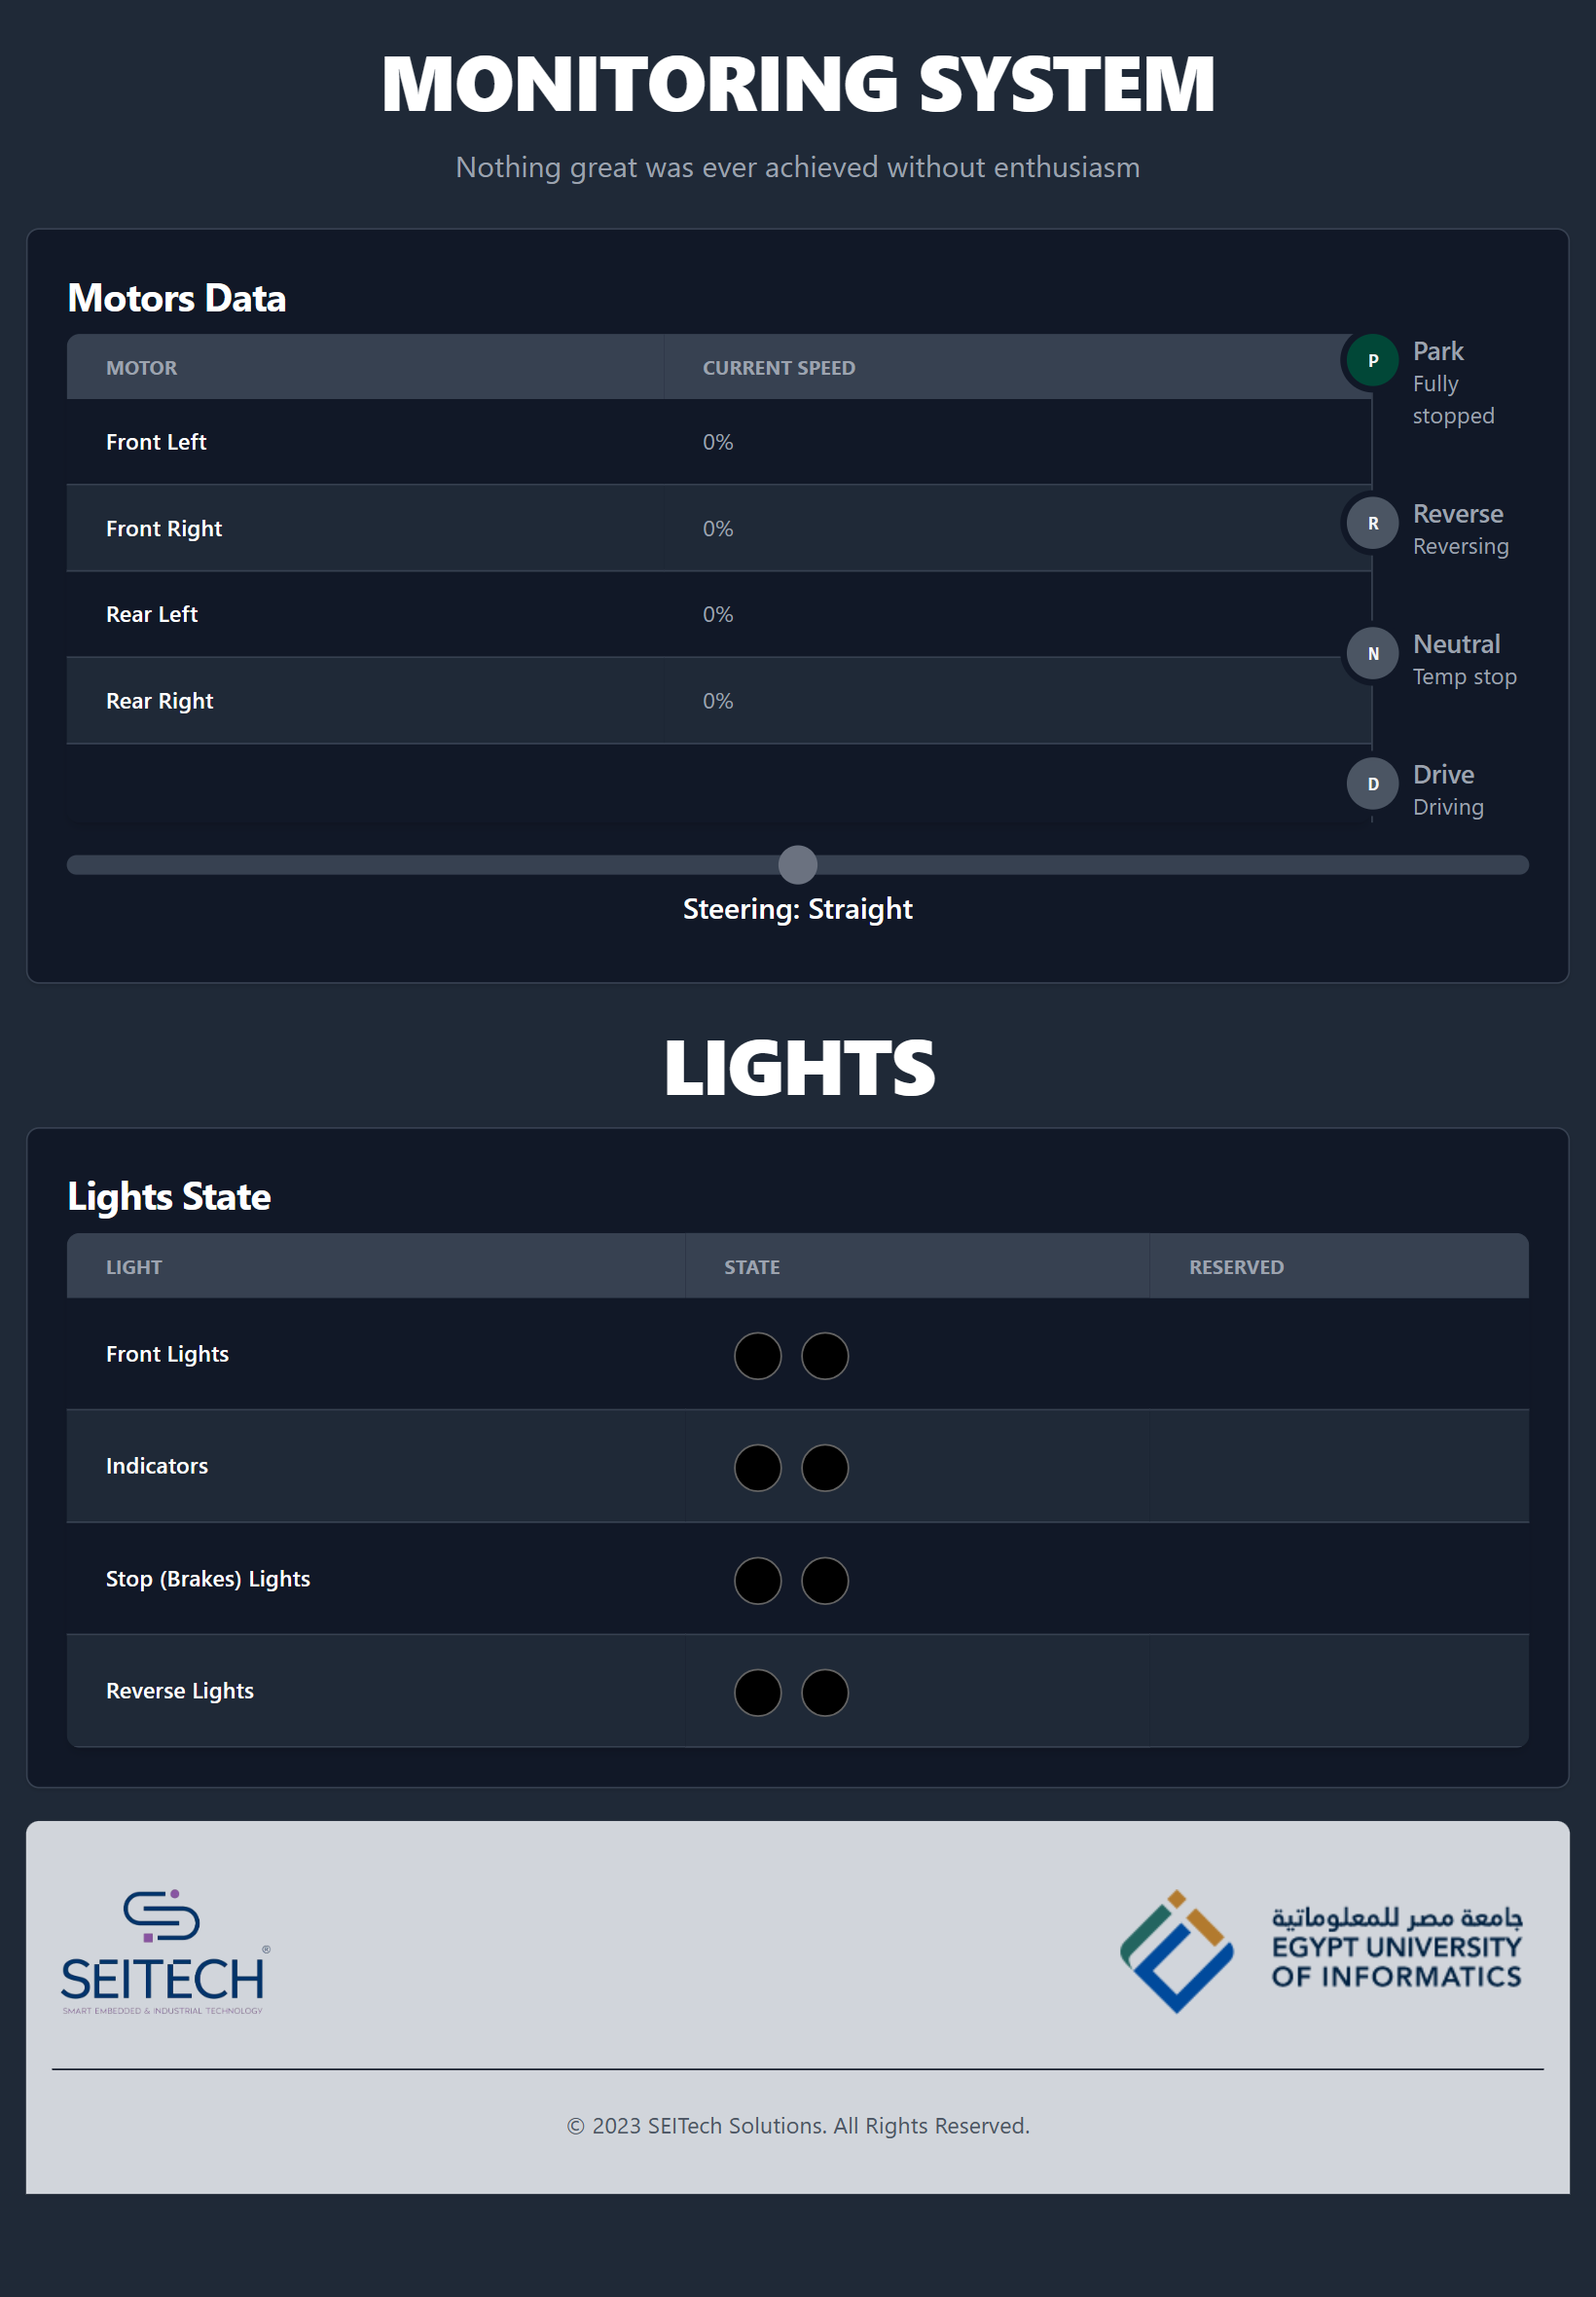 MONITORING SYSTEM
Nothing great was ever achieved without enthusiasm
Motors Data
MOTOR CURRENT SPEED
Front Left 0%
Front Right 0%
Rear Left 0%
Rear Right 0%
P Park
Fully
stopped
R Reverse
Reversing
N Neutral
Temp stop
D Drive
Driving
Steering: Straight
LIGHTS
Lights State
LIGHT STATE RESERVED
Front Lights
Indicators
Stop (Brakes) Lights
Reverse Lights
SEITECH®
SMART EMBEDDED & INDUSTRIAL TECHNOLOGY
جامعة مصر للمعلوماتية
EGYPT UNIVERSITY
OF INFORMATICS
© 2023 SEITech Solutions. All Rights Reserved.